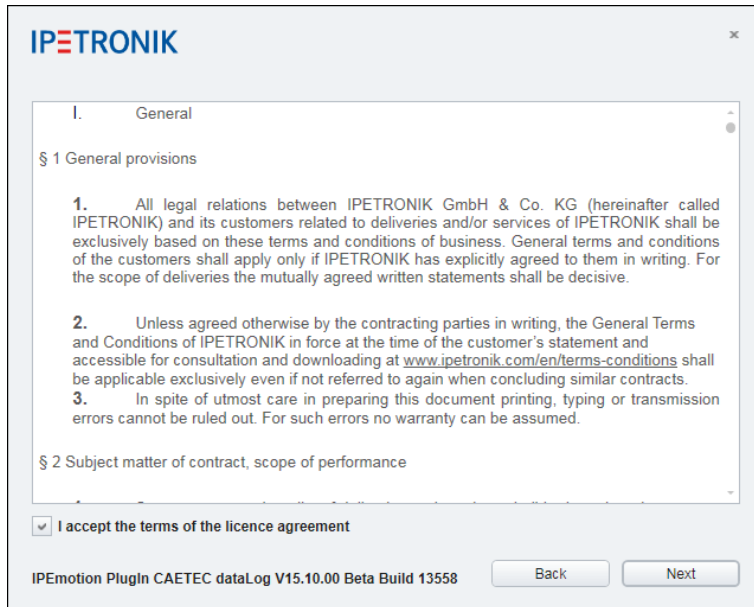 IPETRONIK
I. General
§ 1 General provisions
1. All legal relations between IPETRONIK GmbH & Co. KG (hereinafter called
IPETRONIK) and its customers related to deliveries and/or services of IPETRONIK shall be
exclusively based on these terms and conditions of business. General terms and conditions
of the customers shall apply only if IPETRONIK has explicitly agreed to them in writing. For
the scope of deliveries the mutually agreed written statements shall be decisive.
2. Unless agreed otherwise by the contracting parties in writing, the General Terms
and Conditions of IPETRONIK in force at the time of the customer's statement and
accessible for consultation and downloading at www.ipetronik.com/en/terms-conditions shall
be applicable exclusively even if not referred to again when concluding similar contracts.
3. In spite of utmost care in preparing this document printing, typing or transmission
errors cannot be ruled out. For such errors no warranty can be assumed.
§ 2 Subject matter of contract, scope of performance
I accept the terms of the licence agreement
IPEmotion PlugIn CAETEC dataLog V15.10.00 Beta Build 13558
Back
Next